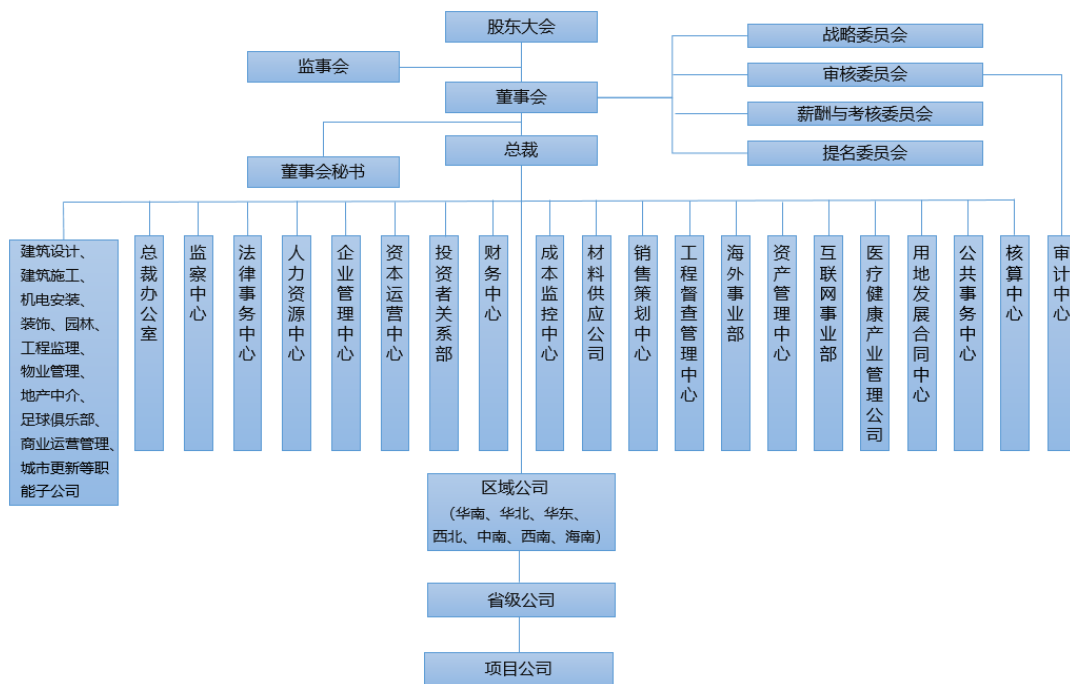 股东大会
监事会
董事会
战略委员会
审核委员会
薪酬与考核委员会
提名委员会
总裁
董事会秘书
建筑设计、
建筑施工、
机电安装、
装饰、园林、
工程监理、
物业管理、
地产中介、
足球俱乐部、
商业运营管理、
城市更新等职
能子公司
总裁办公室
监察中心
法律事务中心
人力资源中心
企业管理中心
资本运营中心
投资者关系部
财务中心
成本监控中心
材料供应公司
销售策划中心
工程督查管理中心
海外事业部
资产管理中心
互联网事业部
医疗健康产业管理公司
用地发展合同中心
公共事务中心
核算中心
审计中心
区域公司
（华南、华北、华东、
西北、中南、西南、海南）
省级公司
项目公司